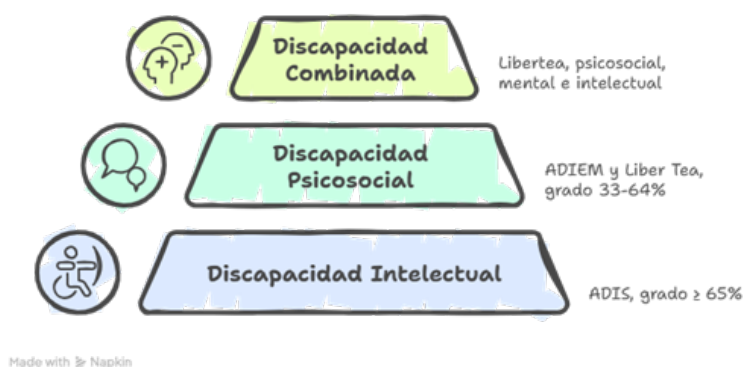 Discapacidad
Combinada
Libertea, psicosocial,
mental e intelectual
Discapacidad
Psicosocial
ADIEM y Liber Tea,
grado 33-64%
Discapacidad Intelectual
ADIS, grado ≥ 65%
Made with Napkin